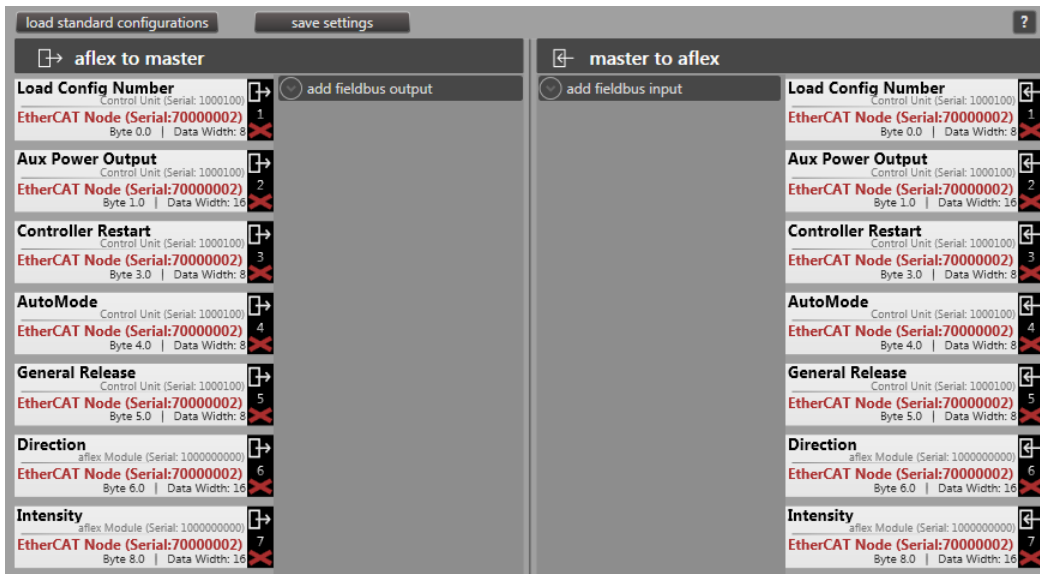 load standard configurations
save settings
?
aflex to master
Load Config Number
Control Unit (Serial: 1000100)
EtherCAT Node (Serial:70000002)
Byte 0.0 | Data Width: 8
1
Aux Power Output
Control Unit (Serial: 1000100)
EtherCAT Node (Serial:70000002)
Byte 1.0 | Data Width: 16
2
Controller Restart
Control Unit (Serial: 1000100)
EtherCAT Node (Serial:70000002)
Byte 3.0 | Data Width: 8
3
AutoMode
Control Unit (Serial: 1000100)
EtherCAT Node (Serial:70000002)
Byte 4.0 | Data Width: 8
4
General Release
Control Unit (Serial: 1000100)
EtherCAT Node (Serial:70000002)
Byte 5.0 | Data Width: 8
5
Direction
aflex Module (Serial: 1000000000)
EtherCAT Node (Serial:70000002)
Byte 6.0 | Data Width: 16
6
Intensity
aflex Module (Serial: 1000000000)
EtherCAT Node (Serial:70000002)
Byte 8.0 | Data Width: 16
7
add fieldbus output
master to aflex
add fieldbus input
Load Config Number
Control Unit (Serial: 1000100)
EtherCAT Node (Serial:70000002)
Byte 0.0 | Data Width: 8
1
Aux Power Output
Control Unit (Serial: 1000100)
EtherCAT Node (Serial:70000002)
Byte 1.0 | Data Width: 16
2
Controller Restart
Control Unit (Serial: 1000100)
EtherCAT Node (Serial:70000002)
Byte 3.0 | Data Width: 8
3
AutoMode
Control Unit (Serial: 1000100)
EtherCAT Node (Serial:70000002)
Byte 4.0 | Data Width: 8
4
General Release
Control Unit (Serial: 1000100)
EtherCAT Node (Serial:70000002)
Byte 5.0 | Data Width: 8
5
Direction
aflex Module (Serial: 1000000000)
EtherCAT Node (Serial:70000002)
Byte 6.0 | Data Width: 16
6
Intensity
aflex Module (Serial: 1000000000)
EtherCAT Node (Serial:70000002)
Byte 8.0 | Data Width: 16
7